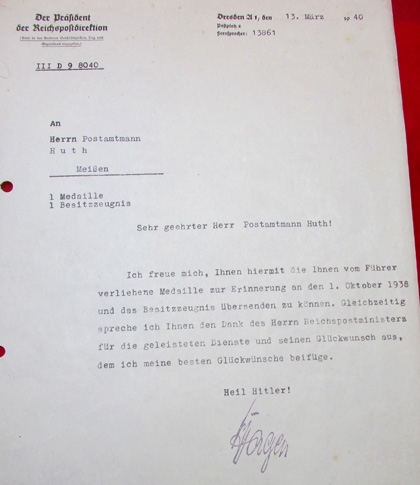 Der Präsident
der Reichspostdirektion
Dresden A 1, den 13. März 40
Postplatz 2
Fernsprecher: 13861
III D 9 8040
An
Herrn Postamtmann
H u t h
Meißen
1 Medaille
1 Besitzzeugnis
Sehr geehrter Herr Postamtmann Huth!
Ich freue mich, Ihnen hiermit die Ihnen vom Führer
verliehene Medaille zur Erinnerung an den 1. Oktober 1938
und das Besitzzeugnis übersenden zu können. Gleichzeitig
spreche ich Ihnen den Dank des Herrn Reichspostministers
für die geleisteten Dienste und seinen Glückwunsch aus,
dem ich meine besten Glückwünsche beifüge.
Heil Hitler!